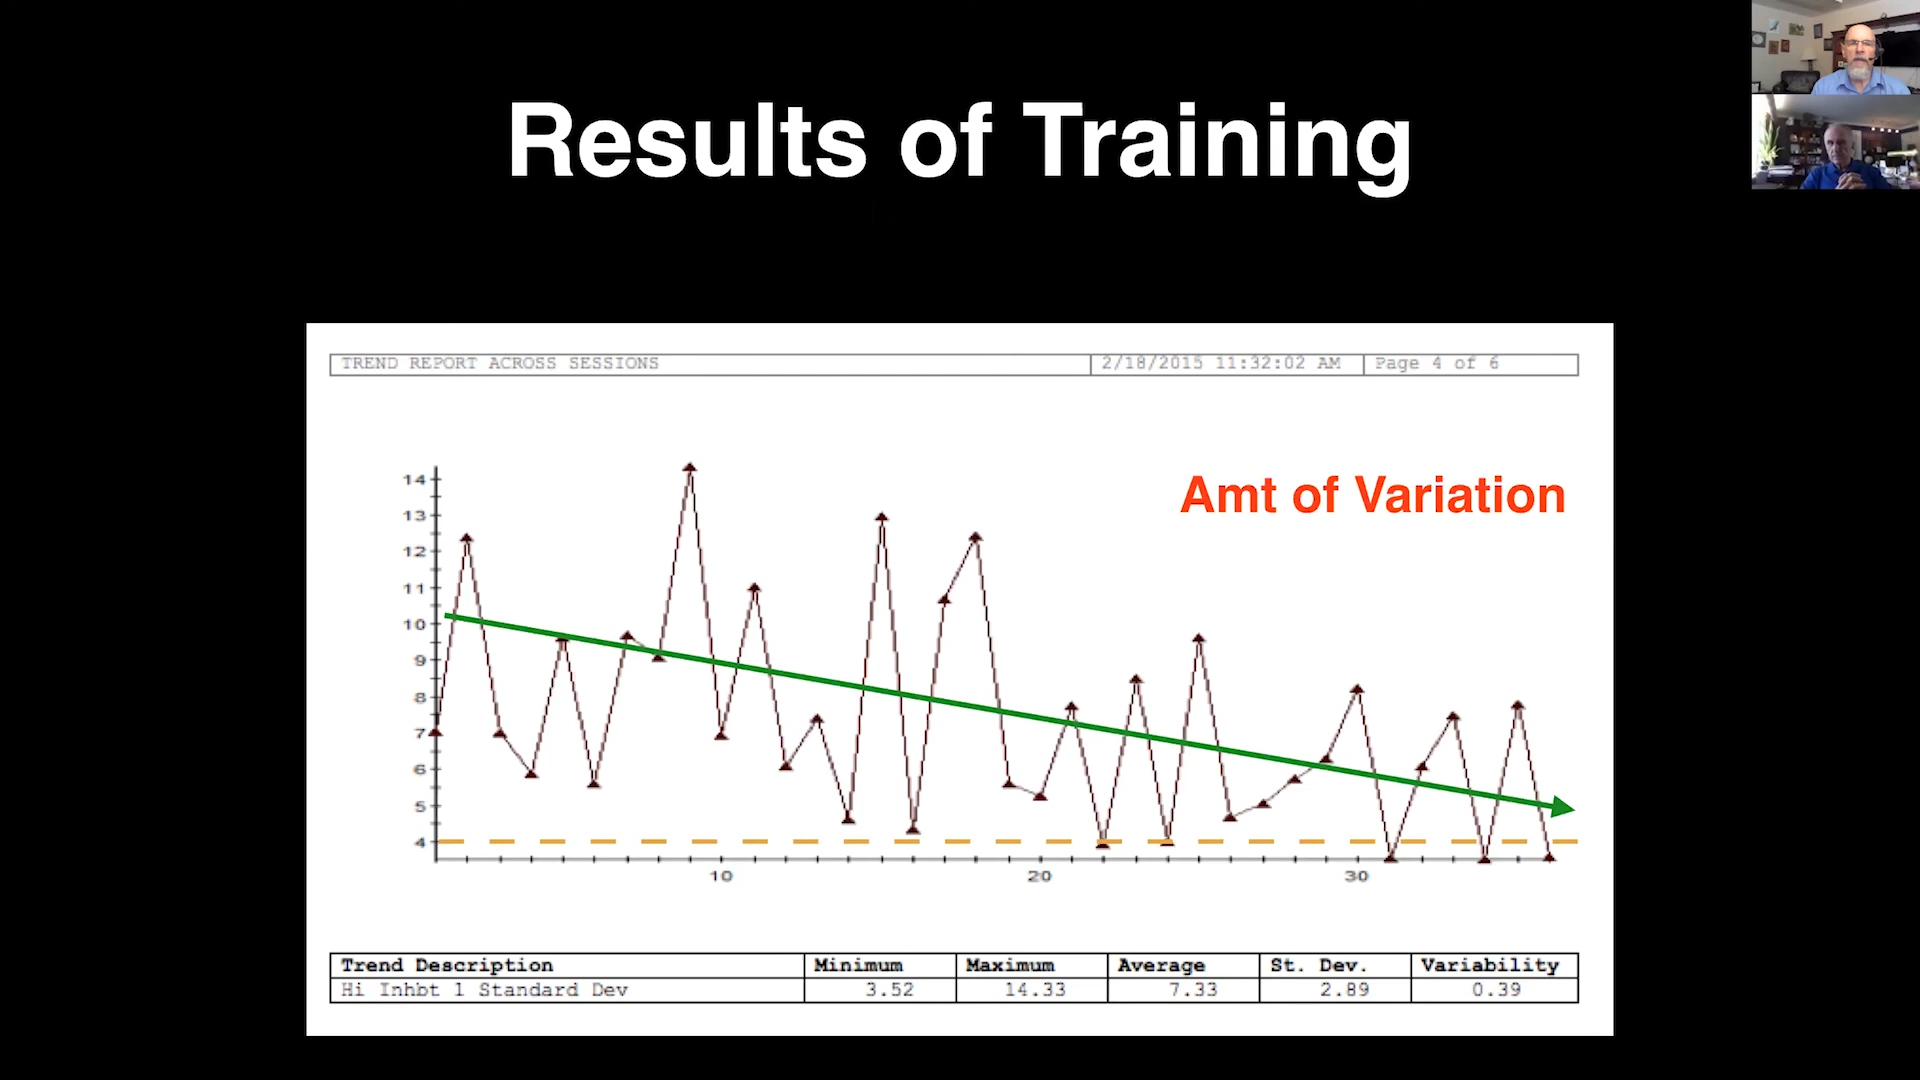 Results of Training
TREND REPORT ACROSS SESSIONS 2/18/2015 11:32:02 AM Page 4 of 6
Amt of Variation
14
13
12
11
10
9
8
7
6
5
4
10 20 30
Trend Description Minimum Maximum Average St. Dev. Variability
Hi Inhbt 1 Standard Dev 3.52 14.33 7.33 2.89 0.39